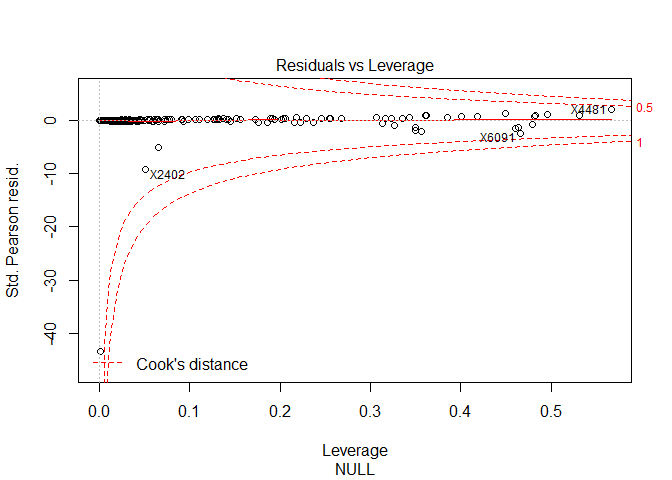 Residuals vs Leverage
0
-10
-20
-30
-40
Std. Pearson resid.
X4481
0.5
X6091
1
X2402
Cook's distance
0.0 0.1 0.2 0.3 0.4 0.5
Leverage
NULL